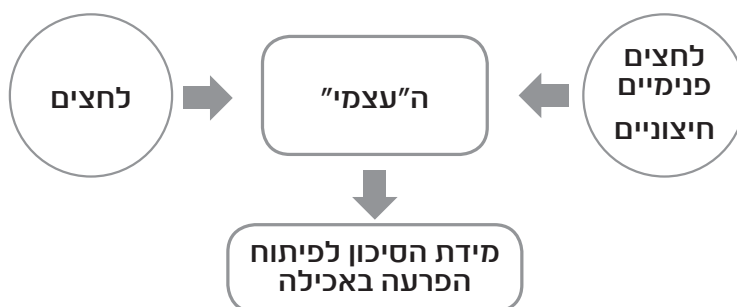 לחצים
פנימיים
חיצוניים
ה"עצמי"
לחצים
מידת הסיכון לפיתוח
הפרעה באכילה